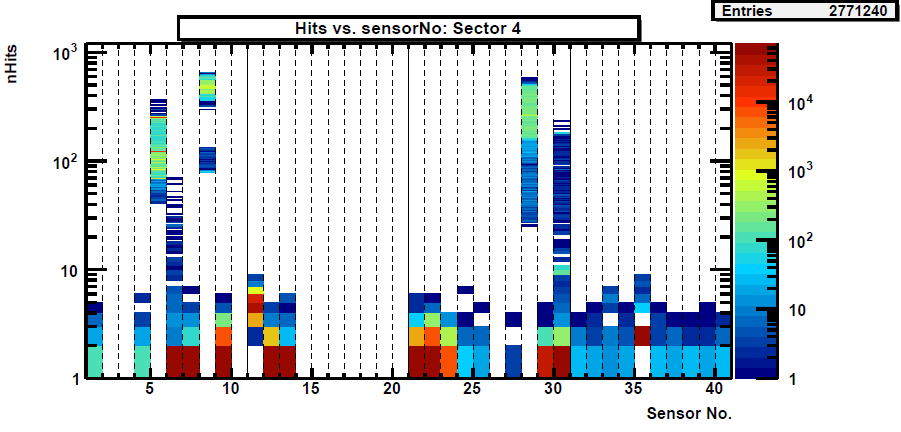 Entries 2771240
Hits vs. sensorNo: Sector 4
nHits
10³
10²
10
1
5 10 15 20 25 30 35 40
Sensor No.
10⁴
10³
10²
10
1